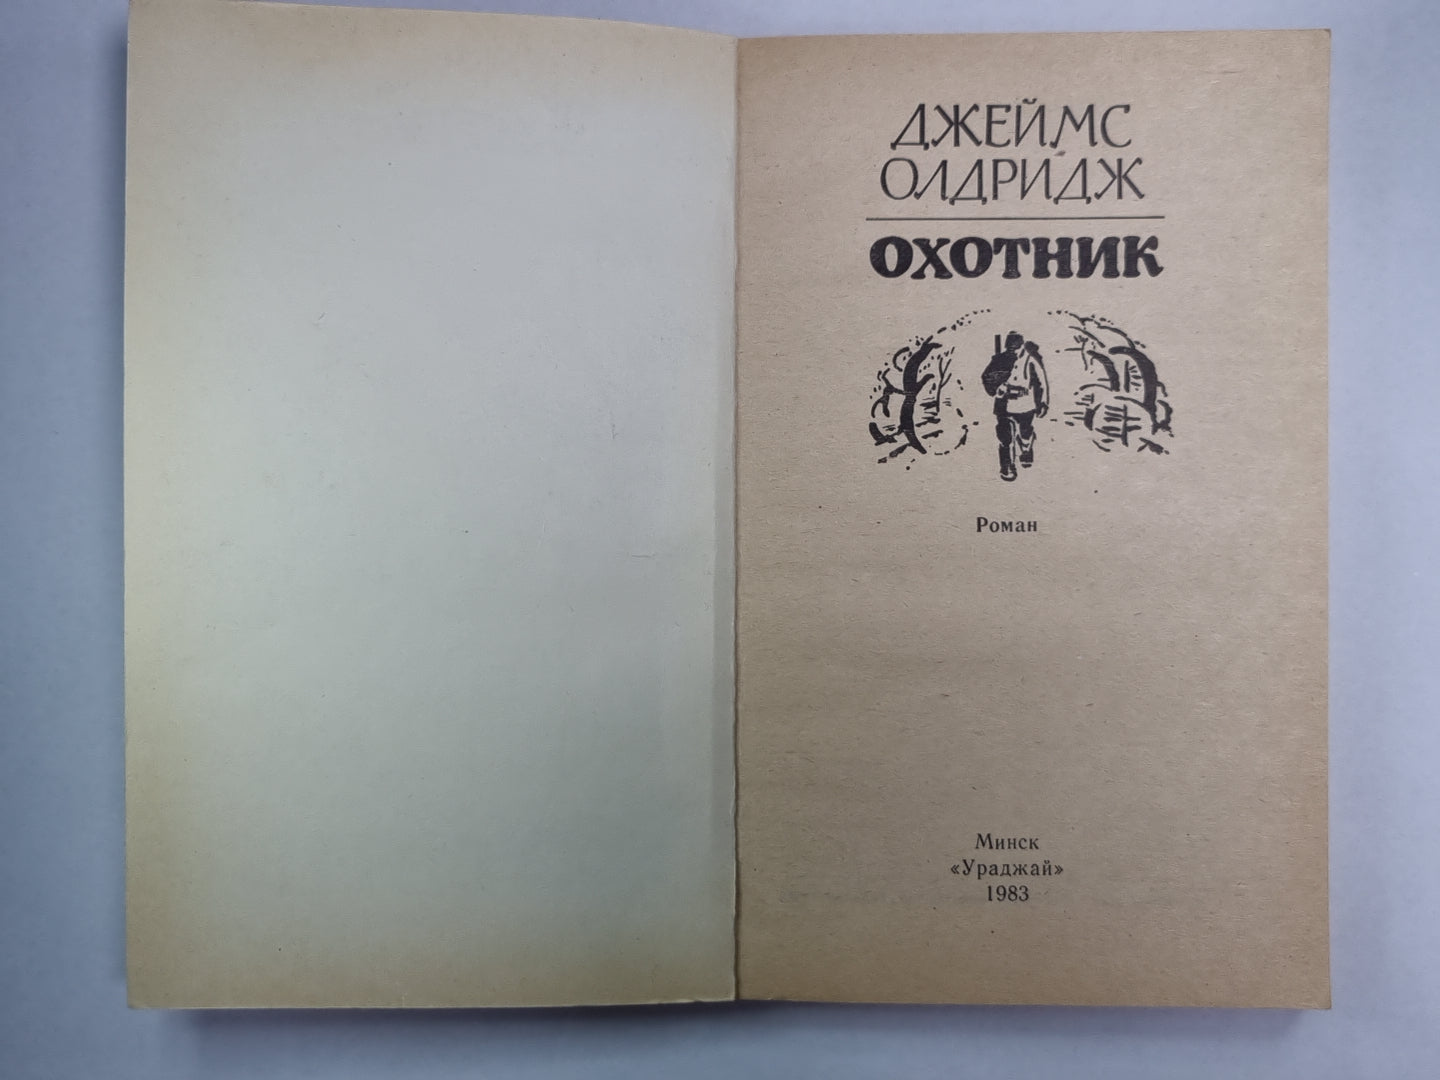 ДЖЕЙМС
ОЛДРИДЖ
ОХОТНИК
Роман
Минск
«Ураджай»
1983